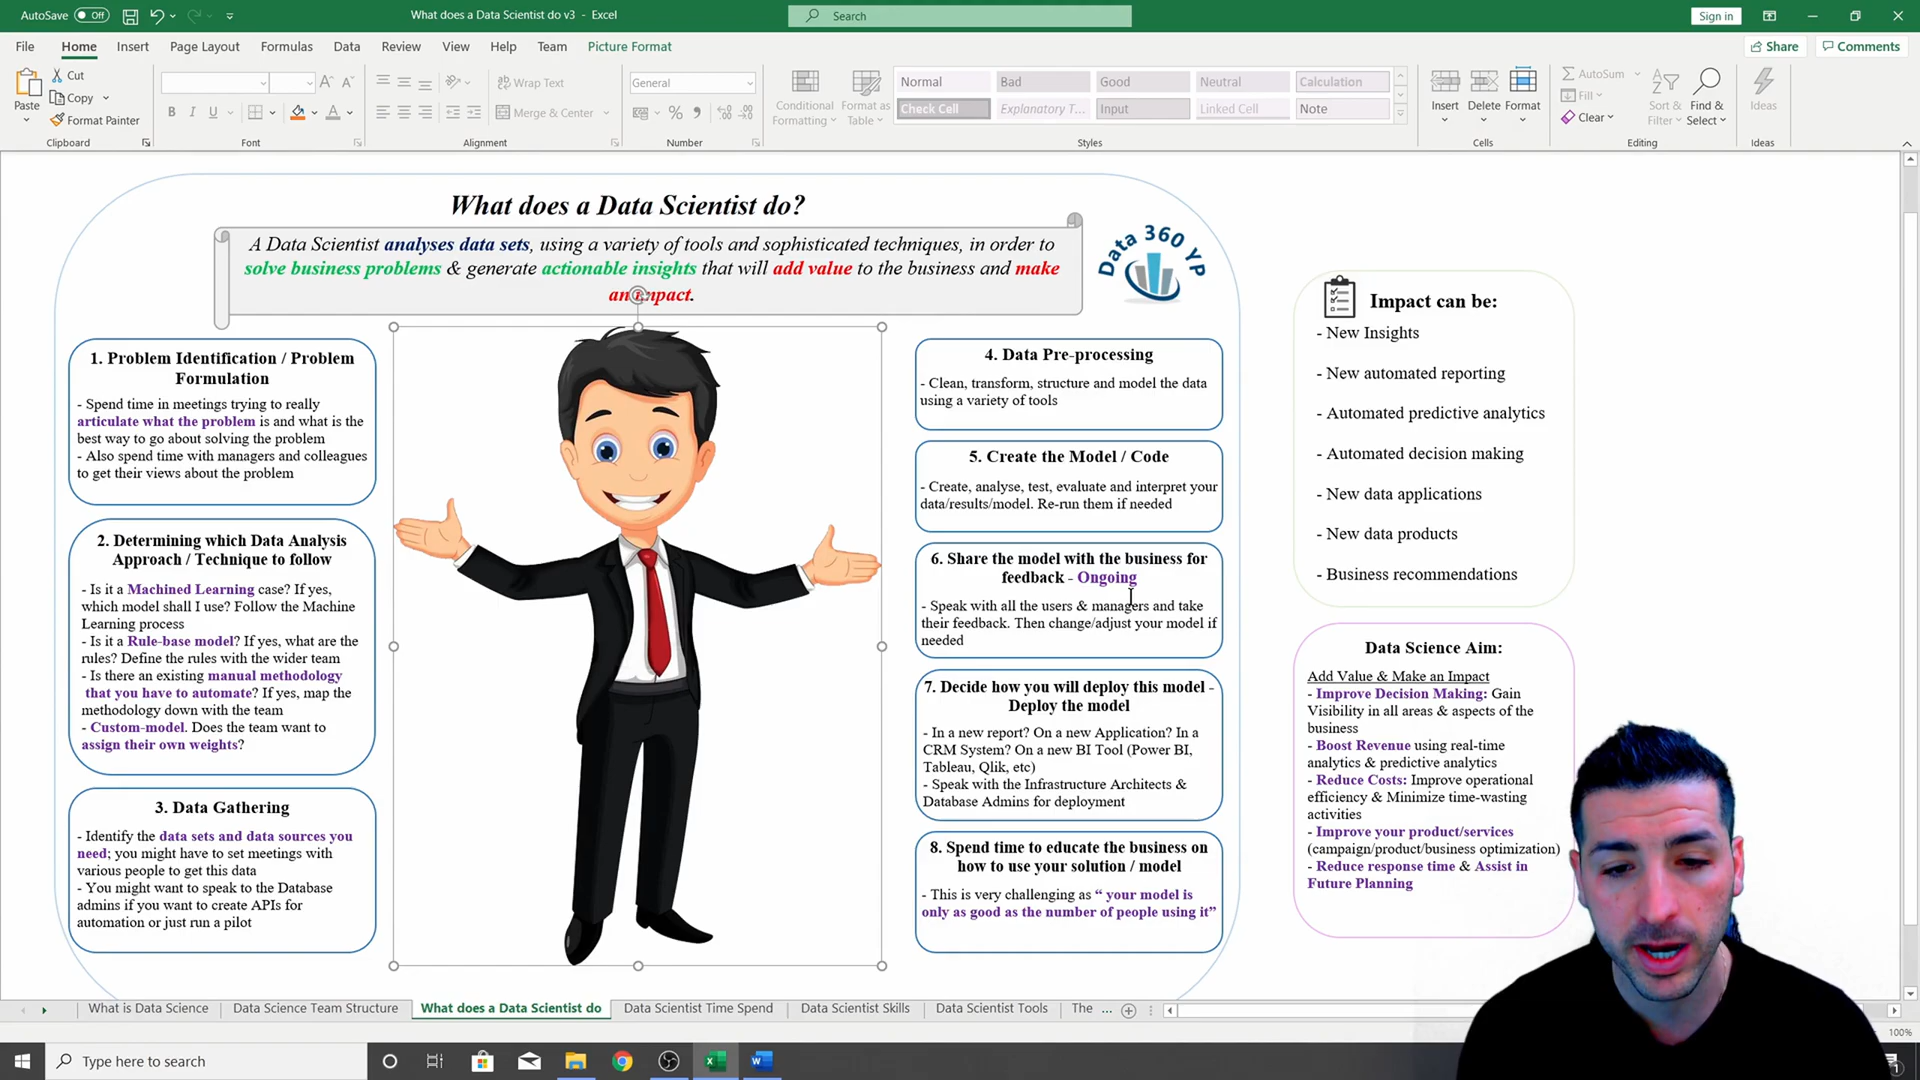 AutoSave Off
What does a Data Scientist do v3 - Excel
Search
Sign in
File Home Insert Page Layout Formulas Data Review View Help Team Picture Format
Share Comments
Paste
Cut
Copy
Format Painter
Clipboard
B I U
Font
Wrap Text
Merge & Center
Alignment
General
Number
Conditional Formatting
Format as Table
Normal Bad Good Neutral Calculation
Check Cell Explanatory T... Input Linked Cell Note
Styles
Insert Delete Format
Cells
AutoSum
Fill
Clear
Sort & Filter
Find & Select
Editing
Ideas
Ideas
What does a Data Scientist do?
A Data Scientist analyses data sets, using a variety of tools and sophisticated techniques, in order to
solve business problems & generate actionable insights that will add value to the business and make
an impact.
Data 360 YP
1. Problem Identification / Problem
Formulation
- Spend time in meetings trying to really
articulate what the problem is and what is the
best way to go about solving the problem
- Also spend time with managers and colleagues
to get their views about the problem
2. Determining which Data Analysis
Approach / Technique to follow
- Is it a Machined Learning case? If yes,
which model shall I use? Follow the Machine
Learning process
- Is it a Rule-base model? If yes, what are the
rules? Define the rules with the wider team
- Is there an existing manual methodology
that you have to automate? If yes, map the
methodology down with the team
- Custom-model. Does the team want to
assign their own weights?
3. Data Gathering
- Identify the data sets and data sources you
need; you might have to set meetings with
various people to get this data
- You might want to speak to the Database
admins if you want to create APIs for
automation or just run a pilot
4. Data Pre-processing
- Clean, transform, structure and model the data
using a variety of tools
5. Create the Model / Code
- Create, analyse, test, evaluate and interpret your
data/results/model. Re-run them if needed
6. Share the model with the business for
feedback - Ongoing
- Speak with all the users & managers and take
their feedback. Then change/adjust your model if
needed
7. Decide how you will deploy this model -
Deploy the model
- In a new report? On a new Application? In a
CRM System? On a new BI Tool (Power BI,
Tableau, Qlik, etc)
- Speak with the Infrastructure Architects &
Database Admins for deployment
8. Spend time to educate the business on
how to use your solution / model
- This is very challenging as “ your model is
only as good as the number of people using it”
Impact can be:
- New Insights
- New automated reporting
- Automated predictive analytics
- Automated decision making
- New data applications
- New data products
- Business recommendations
Data Science Aim:
Add Value & Make an Impact
- Improve Decision Making: Gain
Visibility in all areas & aspects of the
business
- Boost Revenue using real-time
analytics & predictive analytics
- Reduce Costs: Improve operational
efficiency & Minimize time-wasting
activities
- Improve your product/services
(campaign/product/business optimization)
- Reduce response time & Assist in
Future Planning
What is Data Science Data Science Team Structure What does a Data Scientist do Data Scientist Time Spend Data Scientist Skills Data Scientist Tools The ...
100%
Type here to search